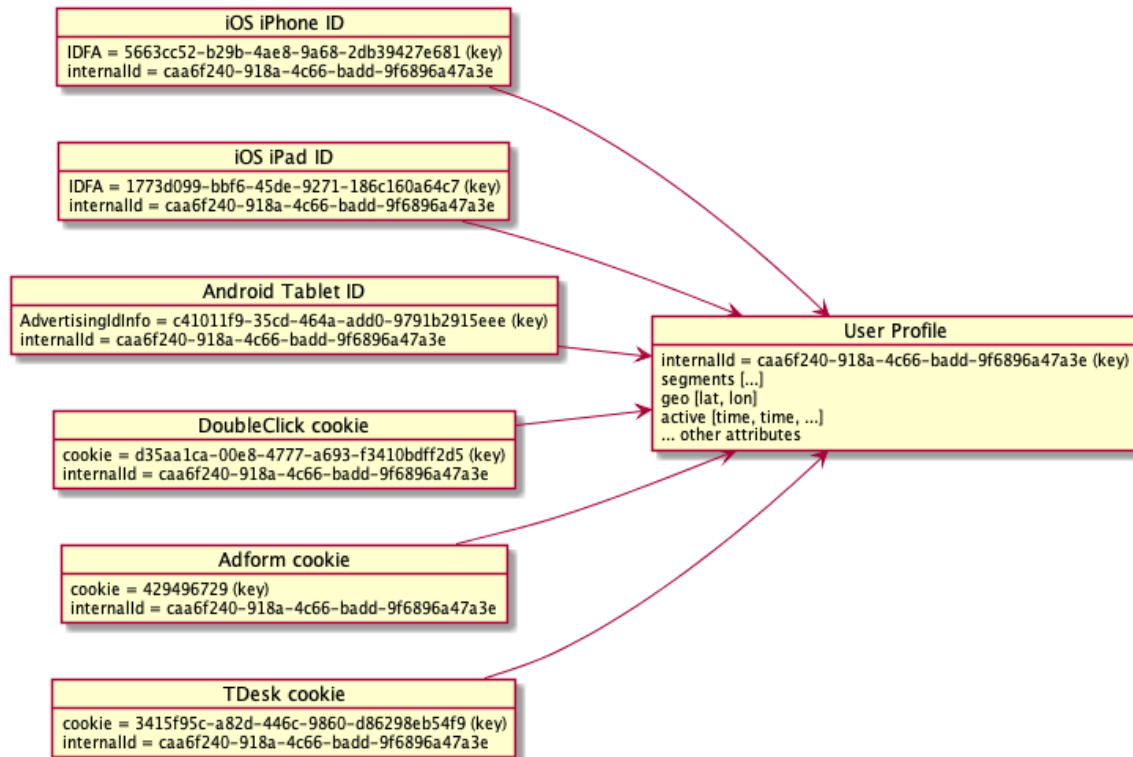 iOS iPhone ID
IDFA = 5663cc52-b29b-4ae8-9a68-2db39427e681 (key)
internalId = caa6f240-918a-4c66-badd-9f6896a47a3e
iOS iPad ID
IDFA = 1773d099-bbf6-45de-9271-186c160a64c7 (key)
internalId = caa6f240-918a-4c66-badd-9f6896a47a3e
Android Tablet ID
AdvertisingIdInfo = c41011f9-35cd-464a-add0-9791b2915eee (key)
internalId = caa6f240-918a-4c66-badd-9f6896a47a3e
DoubleClick cookie
cookie = d35aa1ca-00e8-4777-a693-f3410bdff2d5 (key)
internalId = caa6f240-918a-4c66-badd-9f6896a47a3e
Adform cookie
cookie = 429496729 (key)
internalId = caa6f240-918a-4c66-badd-9f6896a47a3e
TDesk cookie
cookie = 3415f95c-a82d-446c-9860-d86298eb54f9 (key)
internalId = caa6f240-918a-4c66-badd-9f6896a47a3e
User Profile
internalId = caa6f240-918a-4c66-badd-9f6896a47a3e (key)
segments [...]
geo [lat, lon]
active [time, time, ...]
... other attributes